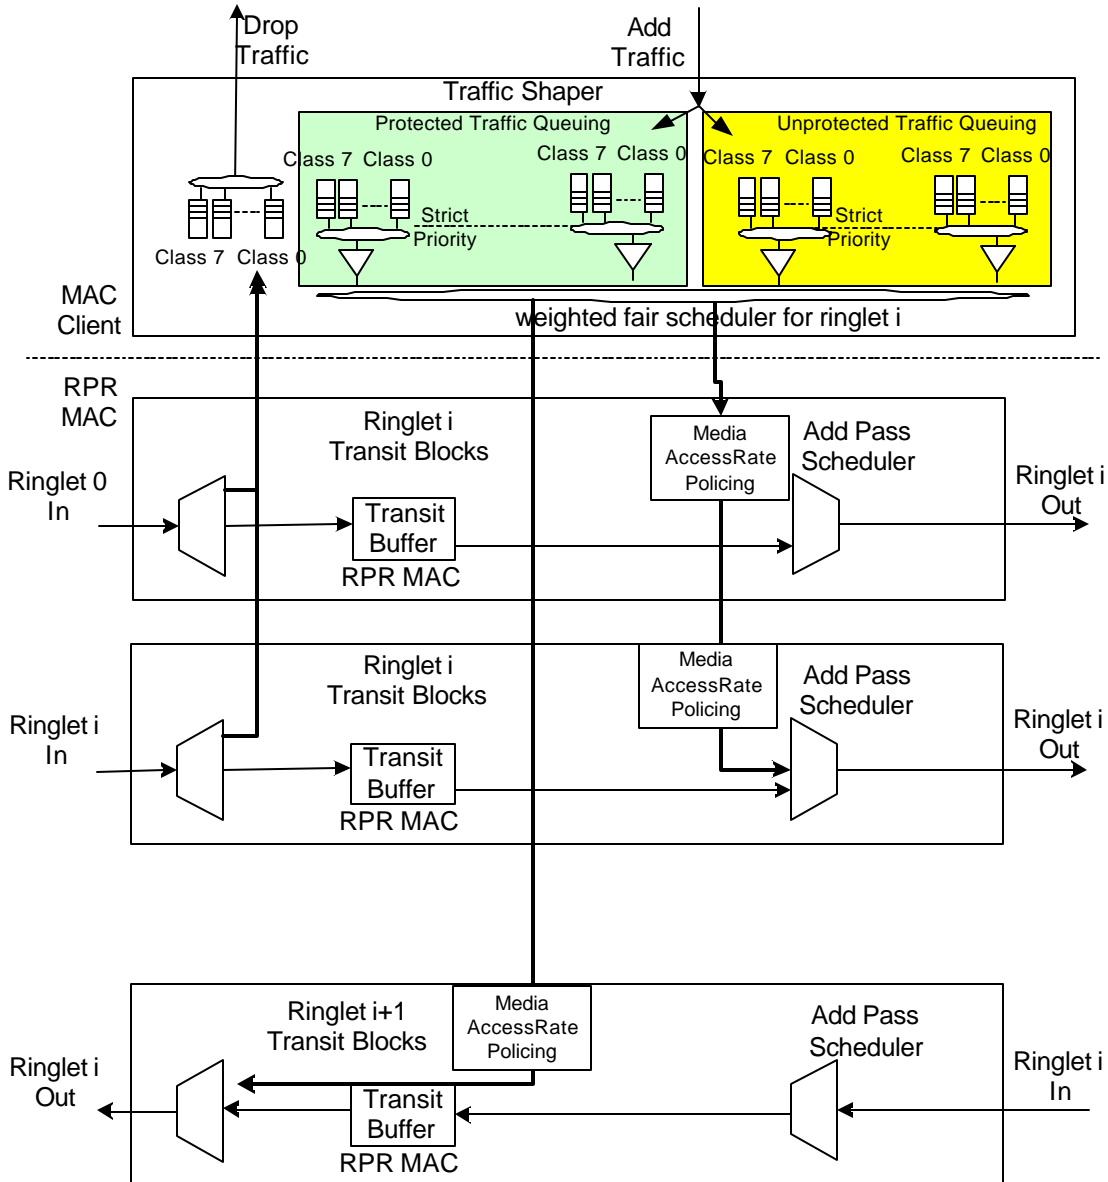 Drop
Traffic
Add
Traffic
Traffic Shaper
Protected Traffic Queuing
Unprotected Traffic Queuing
Class 7 Class 0
Class 7 Class 0
Class 7 Class 0
Class 7 Class 0
Strict
Priority
Strict
Priority
Class 7 Class 0
MAC
Client
weighted fair scheduler for ringlet i
RPR
MAC
Ringlet i
Transit Blocks
Media
AccessRate
Policing
Add Pass
Scheduler
Ringlet 0
In
Transit
Buffer
RPR MAC
Ringlet i
Out
Ringlet i
Transit Blocks
Media
AccessRate
Policing
Add Pass
Scheduler
Ringlet i
In
Transit
Buffer
RPR MAC
Ringlet i
Out
Ringlet i+1
Transit Blocks
Media
AccessRate
Policing
Add Pass
Scheduler
Ringlet i
Out
Transit
Buffer
RPR MAC
Ringlet i
In